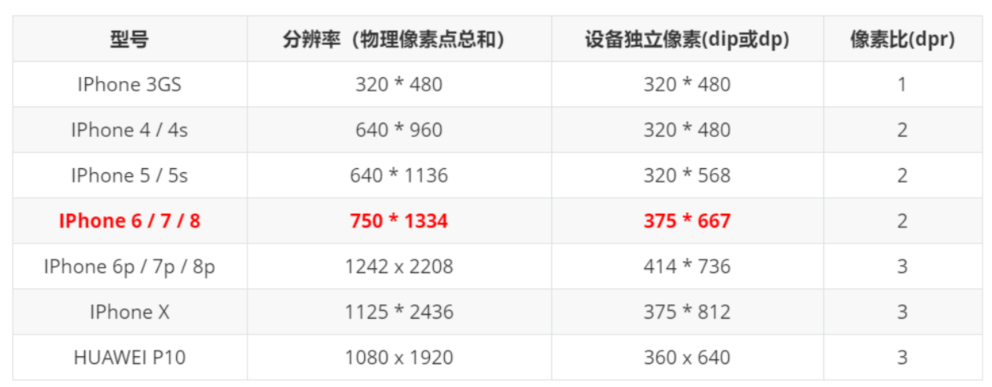 型号 分辨率（物理像素点总和） 设备独立像素(dip或dp) 像素比(dpr)
IPhone 3GS 320 * 480 320 * 480 1
IPhone 4 / 4s 640 * 960 320 * 480 2
IPhone 5 / 5s 640 * 1136 320 * 568 2
IPhone 6 / 7 / 8 750 * 1334 375 * 667 2
IPhone 6p / 7p / 8p 1242 x 2208 414 * 736 3
IPhone X 1125 * 2436 375 * 812 3
HUAWEI P10 1080 x 1920 360 x 640 3